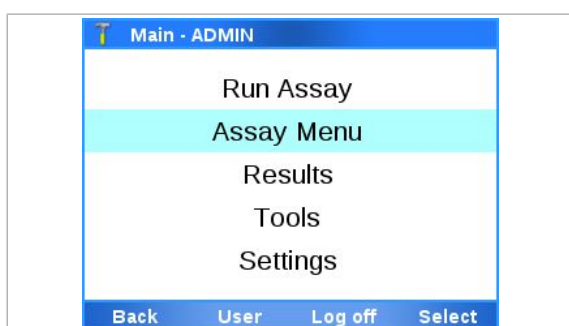 Main - ADMIN
Run Assay
Assay Menu
Results
Tools
Settings
Back User Log off Select